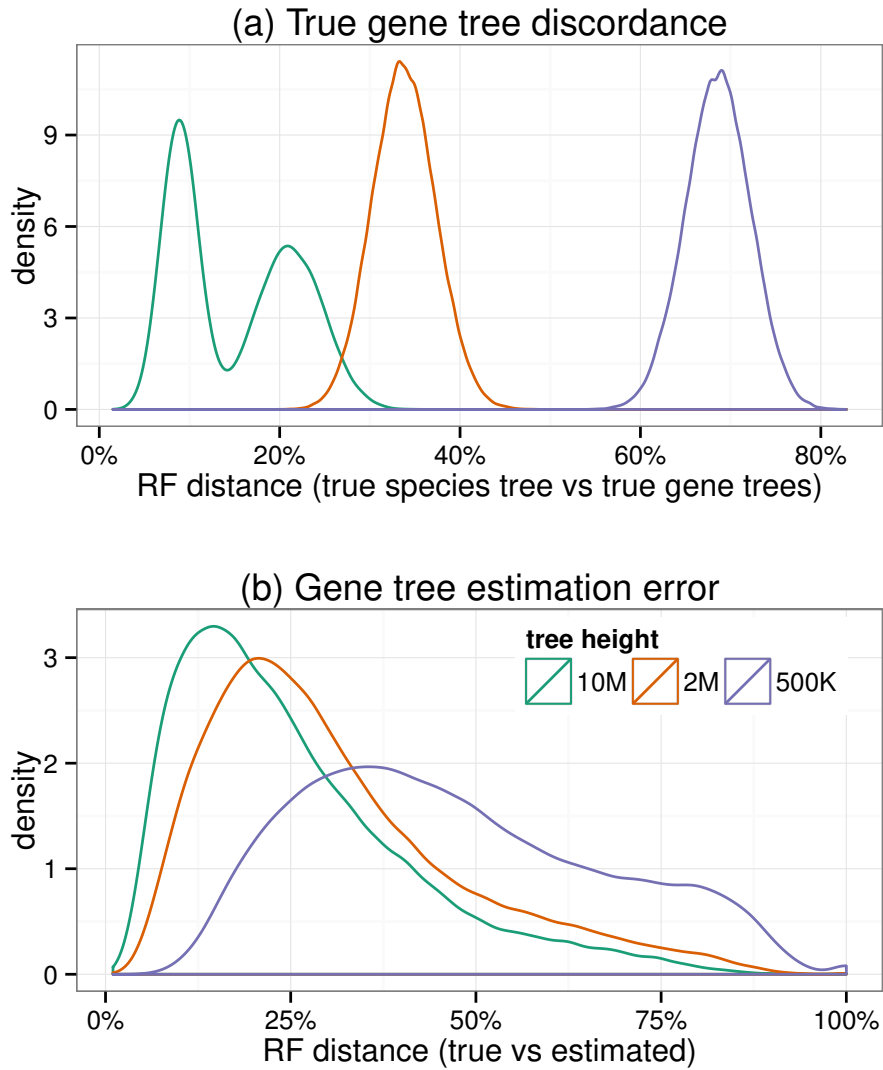 (a) True gene tree discordance
density
9
6
3
0
0% 20% 40% 60% 80%
RF distance (true species tree vs true gene trees)
(b) Gene tree estimation error
density
3
2
1
0
tree height
10M 2M 500K
0% 25% 50% 75% 100%
RF distance (true vs estimated)